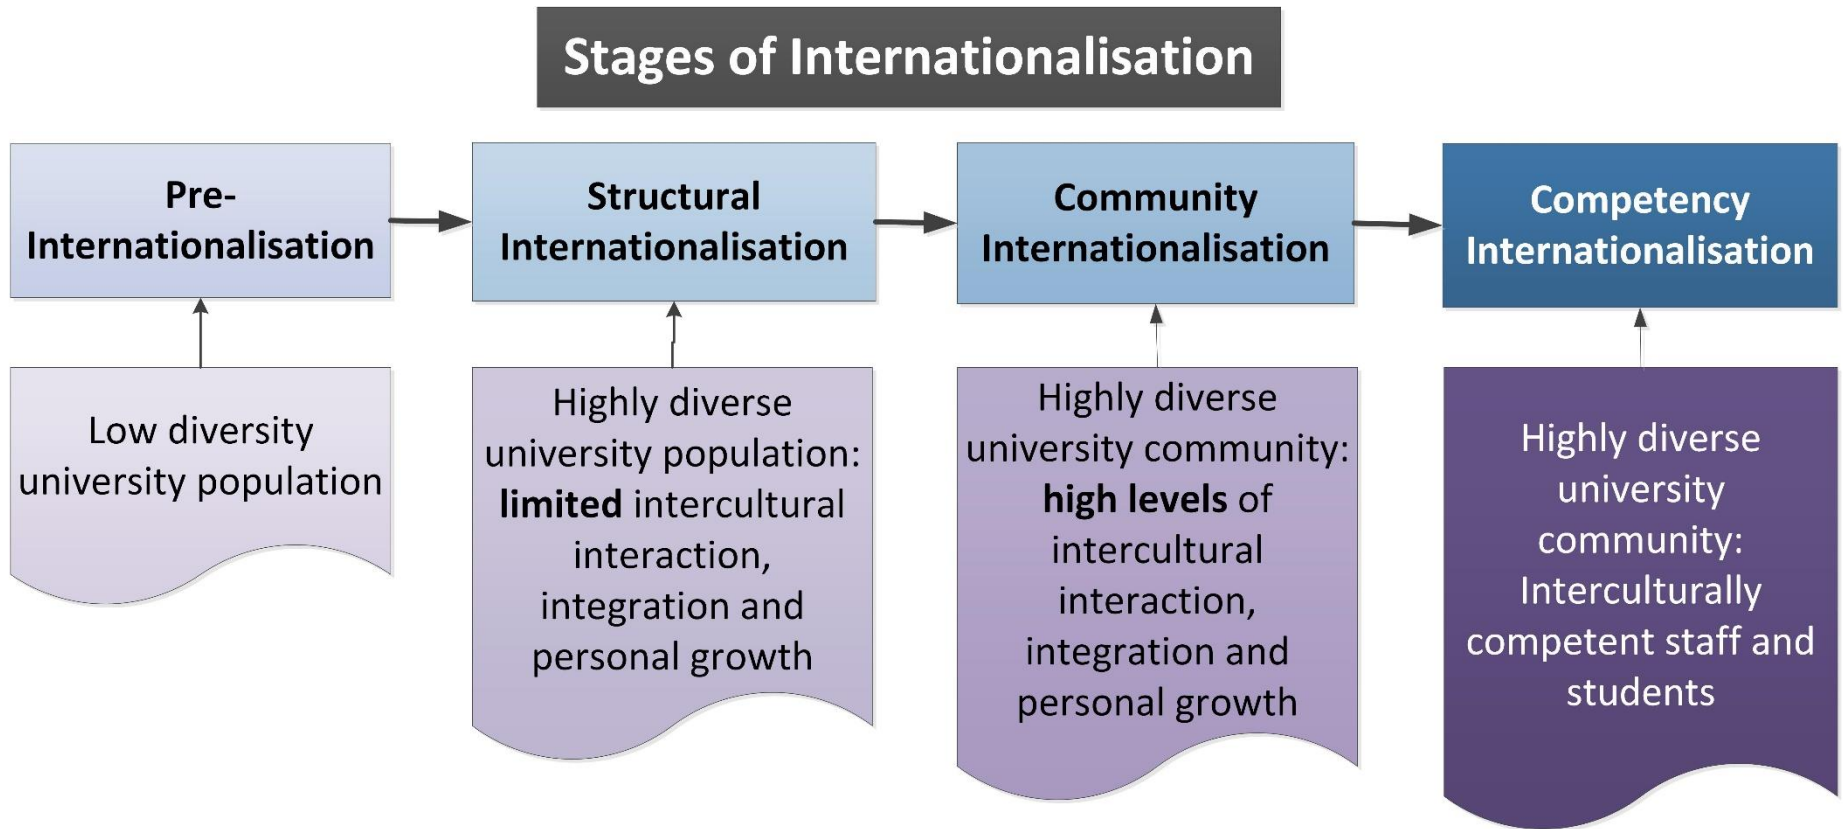 Stages of Internationalisation
Pre-
Internationalisation
Structural
Internationalisation
Community
Internationalisation
Competency
Internationalisation
Low diversity
university population
Highly diverse
university population:
limited intercultural
interaction,
integration and
personal growth
Highly diverse
university community:
high levels of
intercultural
interaction,
integration and
personal growth
Highly diverse
university
community:
Interculturally
competent staff and
students